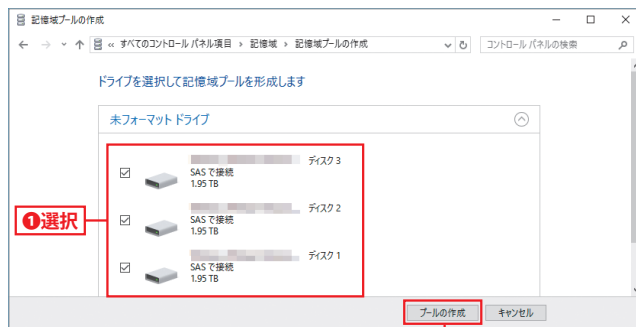 記憶域プールの作成
« すべてのコントロール パネル項目 › 記憶域 › 記憶域プールの作成
コントロール パネルの検索
ドライブを選択して記憶域プールを形成します
未フォーマット ドライブ
ディスク 3
SAS で接続
1.95 TB
❶選択
ディスク 2
SAS で接続
1.95 TB
ディスク 1
SAS で接続
1.95 TB
プールの作成
キャンセル